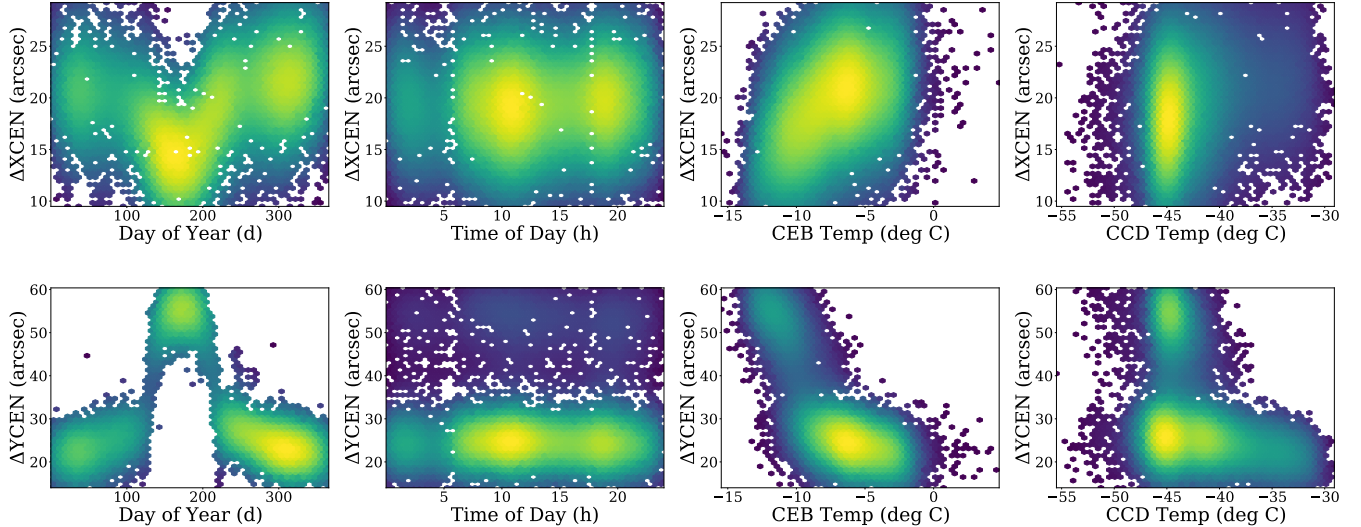 ΔXCEN (arcsec)
25
20
15
10
100 200 300
Day of Year (d)
ΔXCEN (arcsec)
25
20
15
10
5 10 15 20
Time of Day (h)
ΔXCEN (arcsec)
25
20
15
10
−15 −10 −5 0
CEB Temp (deg C)
ΔXCEN (arcsec)
25
20
15
10
−55 −50 −45 −40 −35 −30
CCD Temp (deg C)
ΔYCEN (arcsec)
60
50
40
30
20
100 200 300
Day of Year (d)
ΔYCEN (arcsec)
60
50
40
30
20
5 10 15 20
Time of Day (h)
ΔYCEN (arcsec)
60
50
40
30
20
−15 −10 −5 0
CEB Temp (deg C)
ΔYCEN (arcsec)
60
50
40
30
20
−55 −50 −45 −40 −35 −30
CCD Temp (deg C)